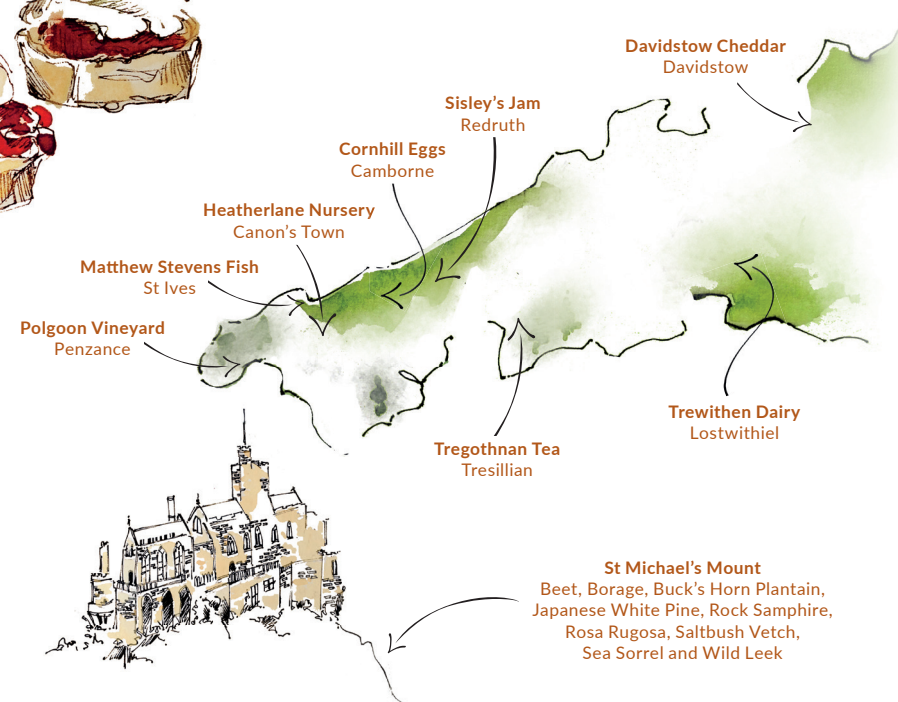 Davidstow Cheddar
Davidstow
Sisley's Jam
Redruth
Cornhill Eggs
Camborne
Heatherlane Nursery
Canon's Town
Matthew Stevens Fish
St Ives
Polgoon Vineyard
Penzance
Trewithen Dairy
Lostwithiel
Tregothnan Tea
Tresillian
St Michael's Mount
Beet, Borage, Buck's Horn Plantain,
Japanese White Pine, Rock Samphire,
Rosa Rugosa, Saltbush Vetch,
Sea Sorrel and Wild Leek